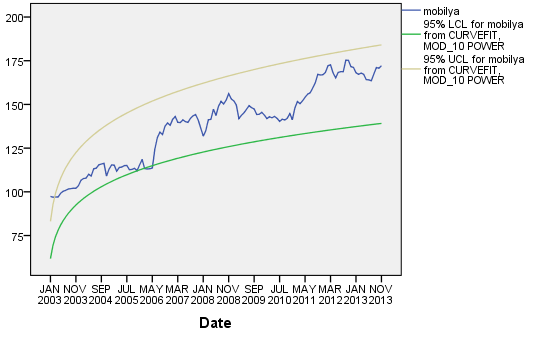 mobilya
95% LCL for mobilya
from CURVEFIT,
MOD_10 POWER
95% UCL for mobilya
from CURVEFIT,
MOD_10 POWER
200
175
150
125
100
75
JAN NOV SEP JUL MAY MAR JAN NOV SEP JUL MAY MAR JAN NOV
2003 2003 2004 2005 2006 2007 2008 2008 2009 2010 2011 2012 2013 2013
Date